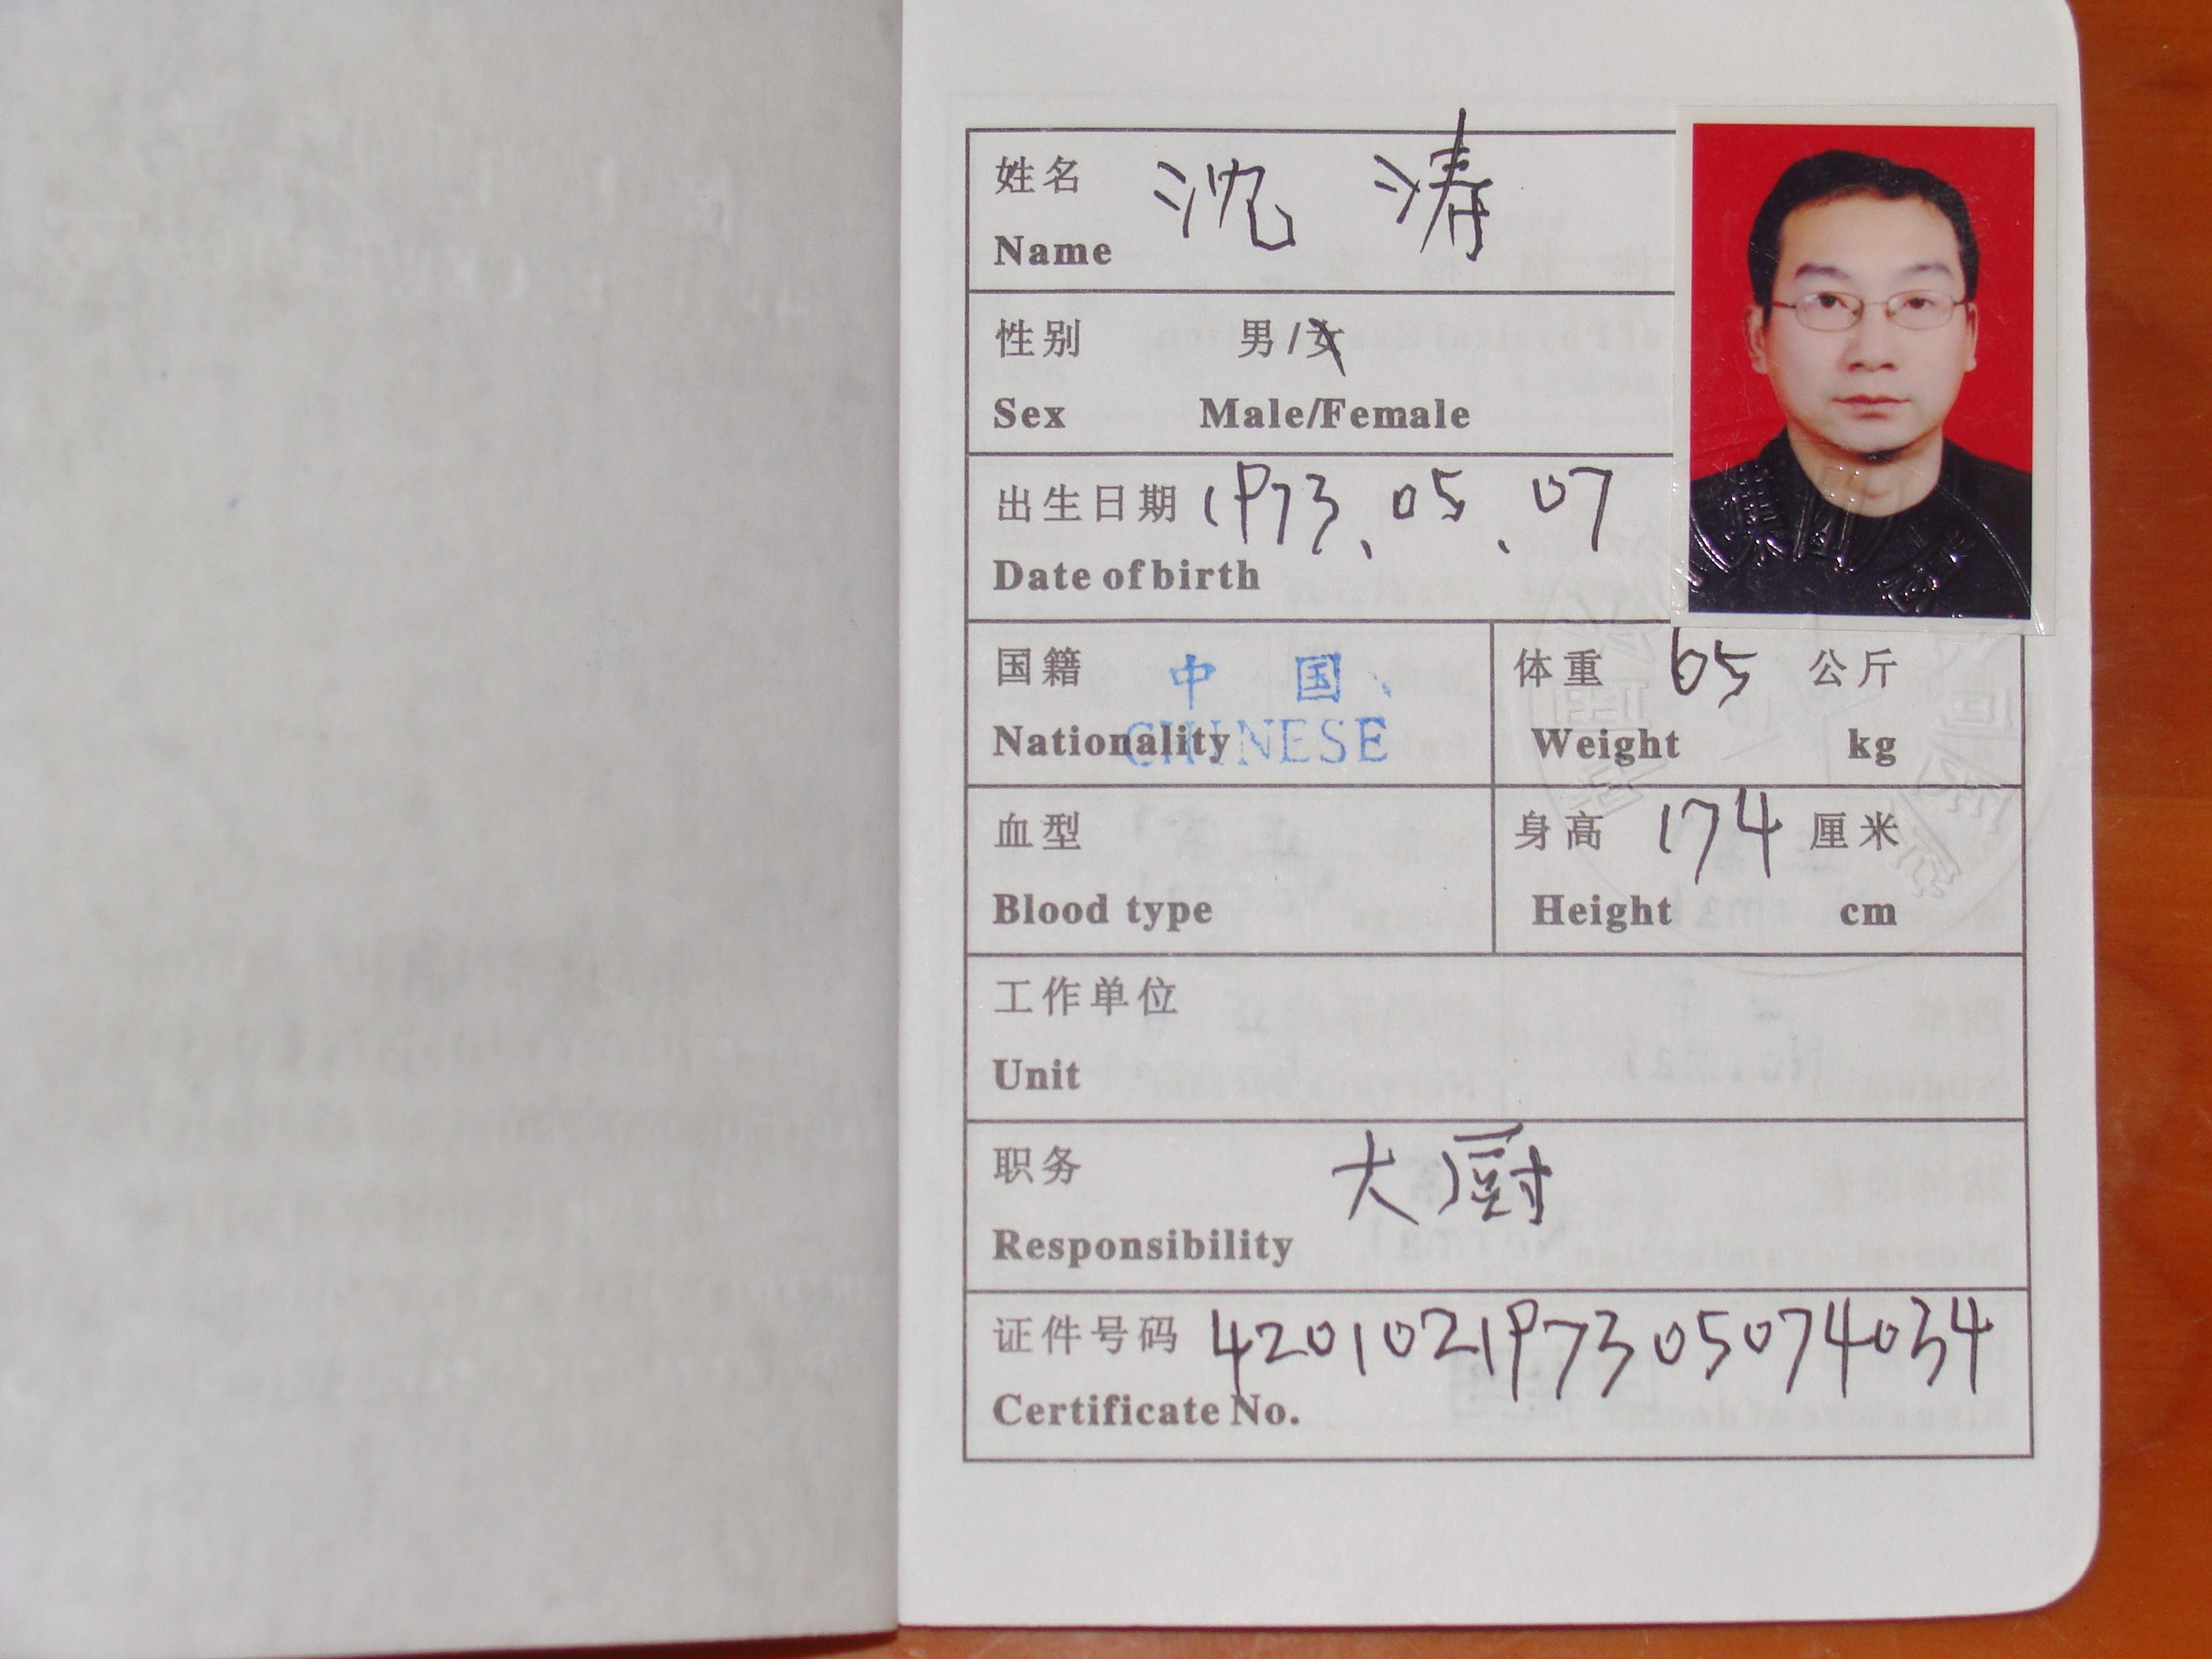 姓名 沈涛
Name
性别 男/女
Sex Male/Female
出生日期 1973.05.07
Date of birth
国籍 中国 体重 65 公斤
Nationality CHINESE Weight kg
血型 身高 174 厘米
Blood type Height cm
工作单位
Unit
职务 大厨
Responsibility
证件号码 420102197305074034
Certificate No.